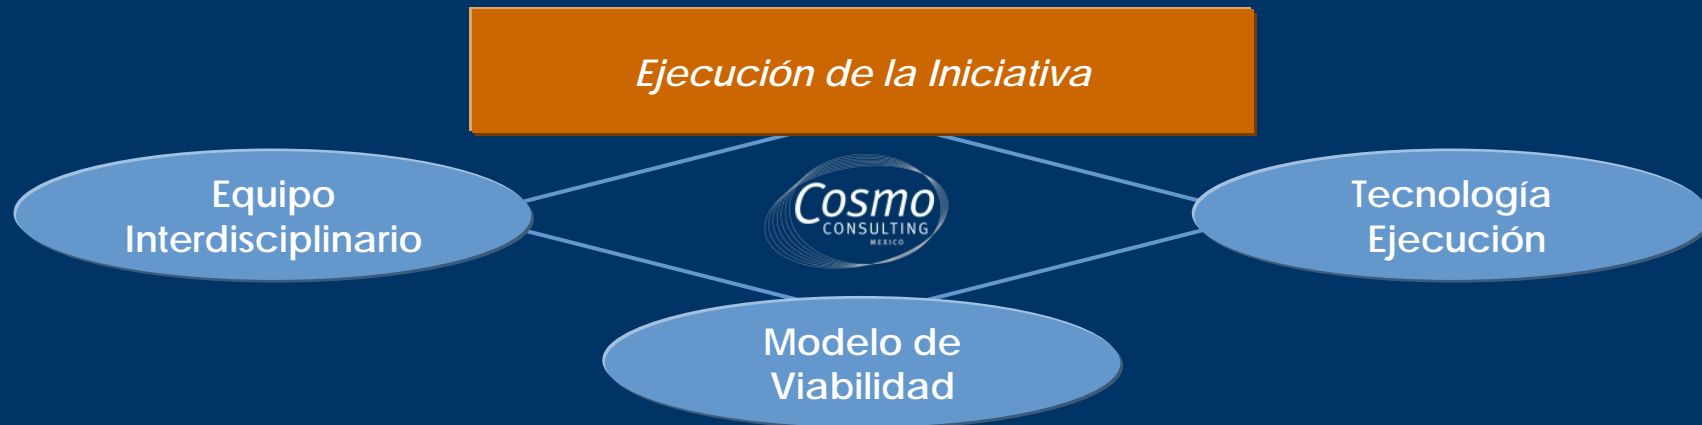 Ejecución de la Iniciativa
Equipo
Interdisciplinario
Cosmo
CONSULTING
MEXICO
Tecnología
Ejecución
Modelo de
Viabilidad